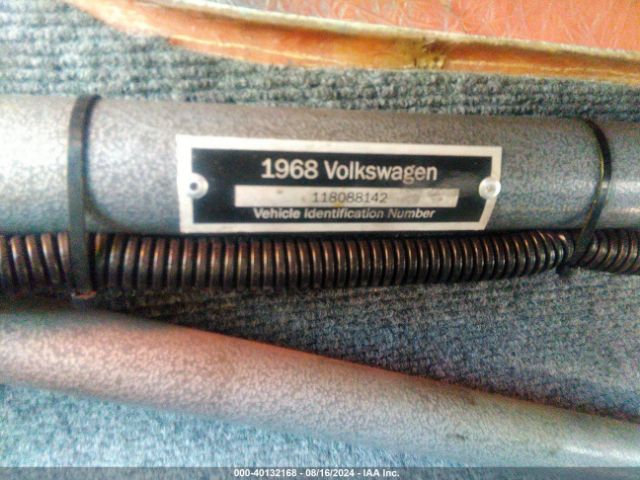 1968 Volkswagen
118088142
Vehicle Identification Number
000-40132168 - 08/16/2024 - IAA Inc.